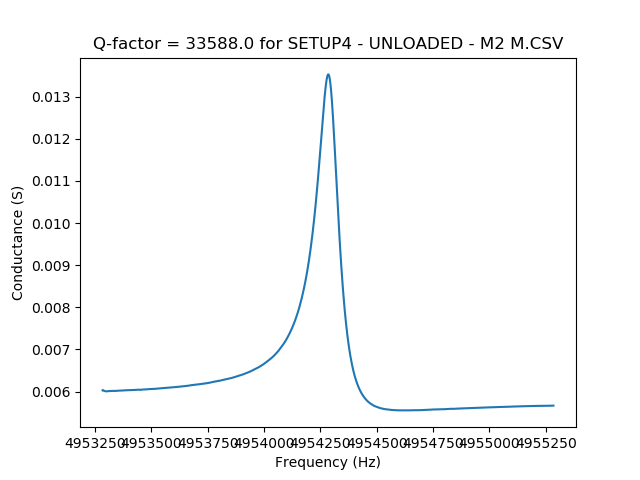 Q-factor = 33588.0 for SETUP4 - UNLOADED - M2 M.CSV
0.013
0.012
0.011
0.010
0.009
0.008
0.007
0.006
Conductance (S)
4953250 4953500 4953750 4954000 4954250 4954500 4954750 4955000 4955250
Frequency (Hz)